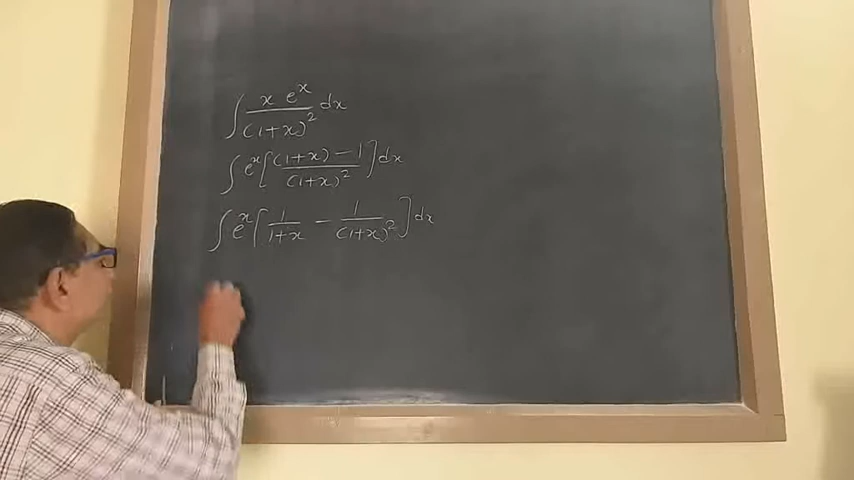 ∫ x e^x / (1+x)^2 dx
∫ e^x [ (1+x) − 1 / (1+x)^2 ] dx
∫ e^x [ 1 / 1+x − 1 / (1+x)^2 ] dx